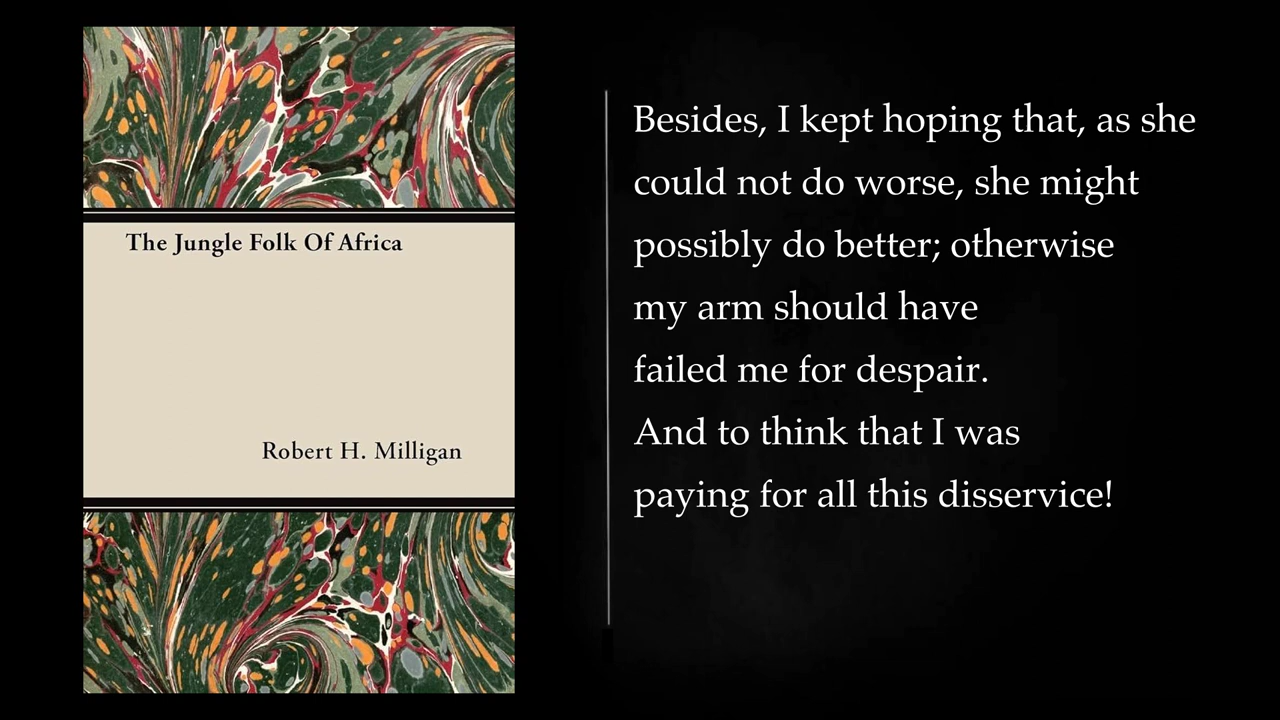 The Jungle Folk Of Africa
Robert H. Milligan
Besides, I kept hoping that, as she
could not do worse, she might
possibly do better; otherwise
my arm should have
failed me for despair.
And to think that I was
paying for all this disservice!